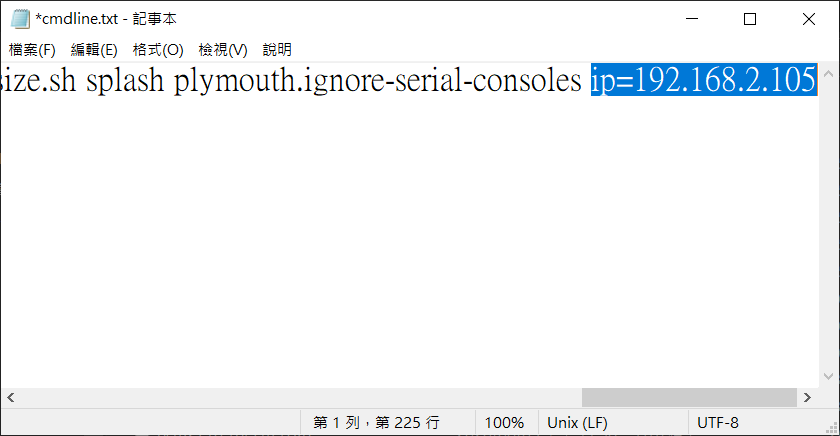 *cmdline.txt - 記事本
檔案(F) 編輯(E) 格式(O) 檢視(V) 說明
size.sh splash plymouth.ignore-serial-consoles ip=192.168.2.105
第 1 列，第 225 行 100% Unix (LF) UTF-8